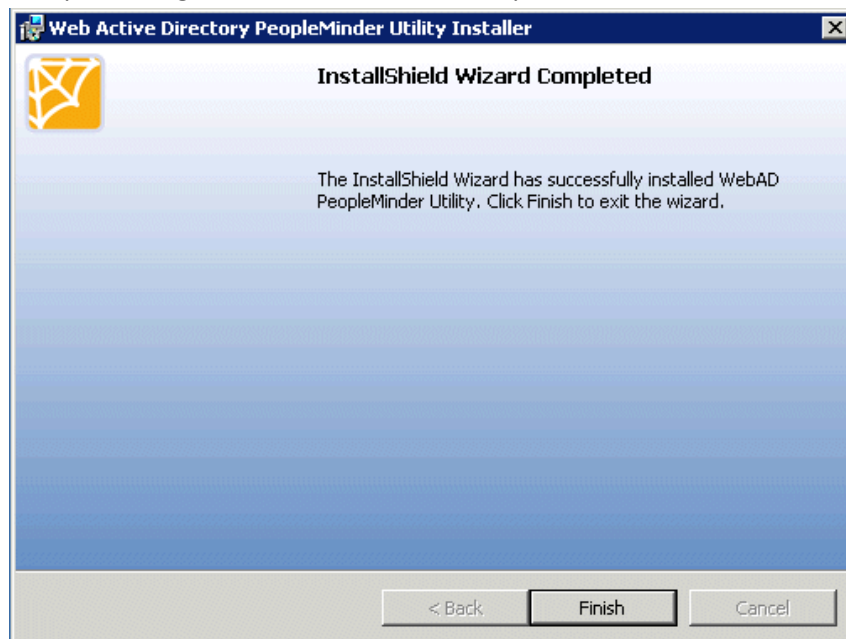 Web Active Directory PeopleMinder Utility Installer
InstallShield Wizard Completed
The InstallShield Wizard has successfully installed WebAD
PeopleMinder Utility. Click Finish to exit the wizard.
< Back
Finish
Cancel